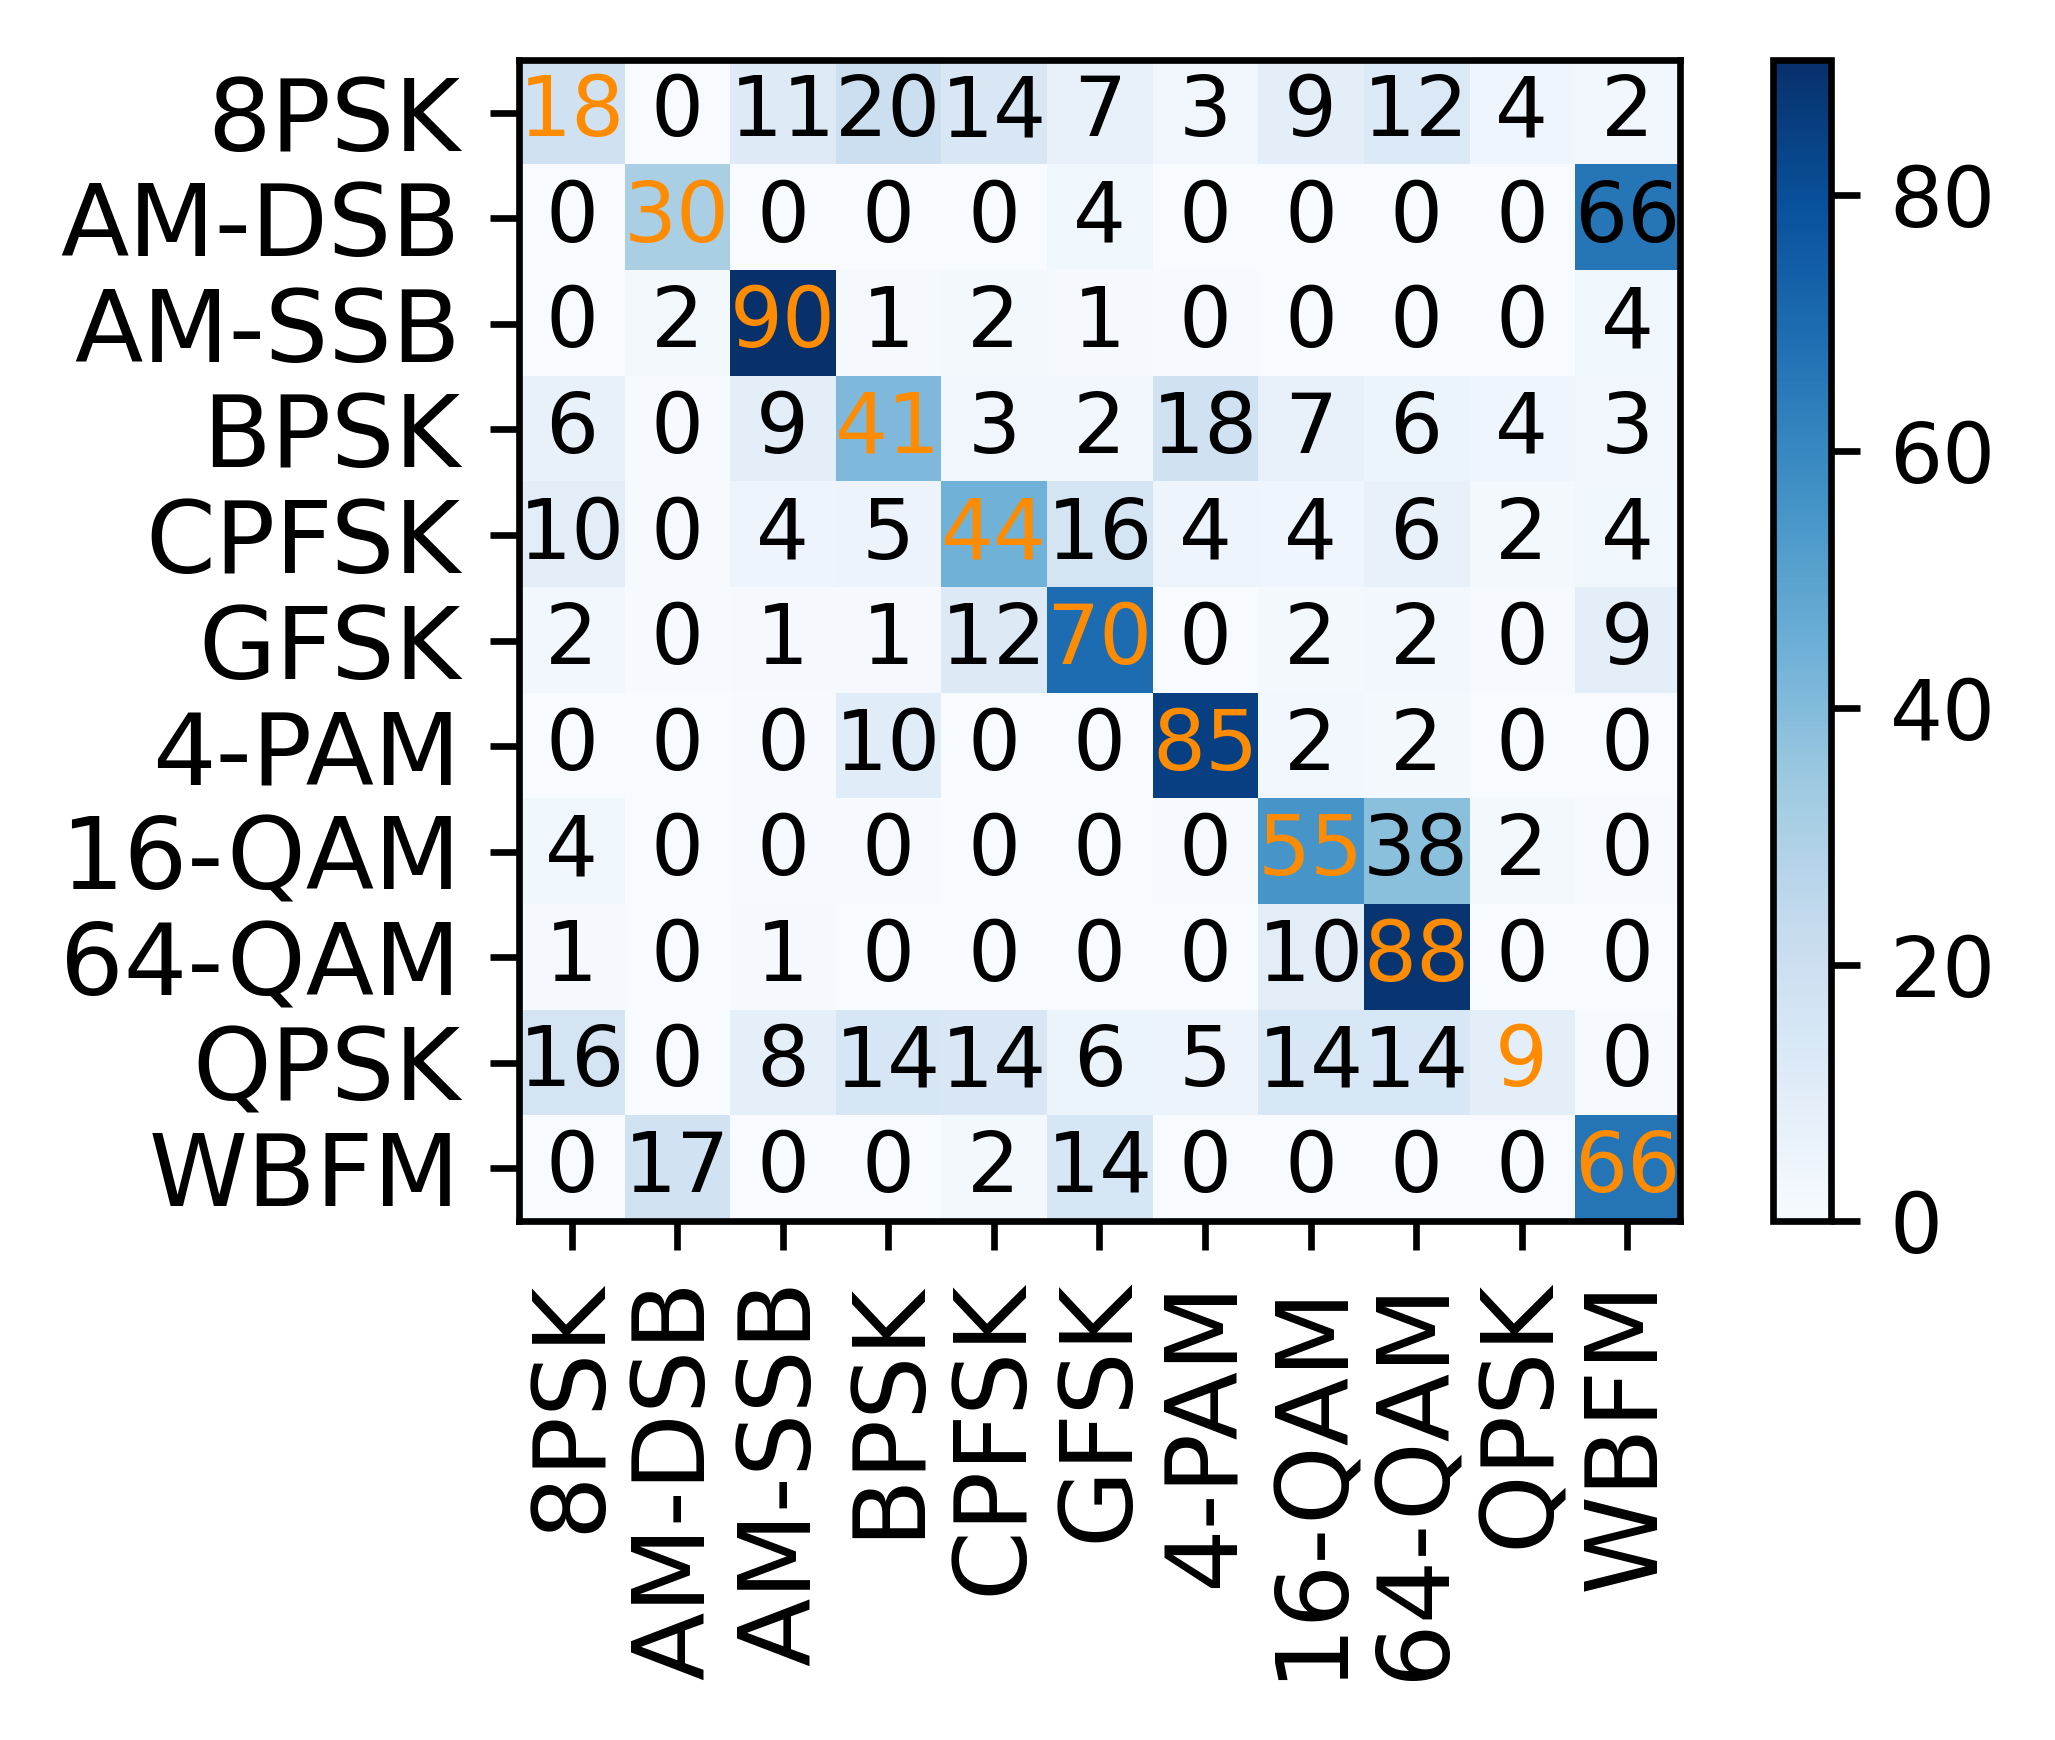 8PSK 18 0 11 20 14 7 3 9 12 4 2
AM-DSB 0 30 0 0 0 4 0 0 0 0 66
AM-SSB 0 2 90 1 2 1 0 0 0 0 4
BPSK 6 0 9 41 3 2 18 7 6 4 3
CPFSK 10 0 4 5 44 16 4 4 6 2 4
GFSK 2 0 1 1 12 70 0 2 2 0 9
4-PAM 0 0 0 10 0 0 85 2 2 0 0
16-QAM 4 0 0 0 0 0 0 55 38 2 0
64-QAM 1 0 1 0 0 0 0 10 88 0 0
QPSK 16 0 8 14 14 6 5 14 14 9 0
WBFM 0 17 0 0 2 14 0 0 0 0 66
8PSK
AM-DSB
AM-SSB
BPSK
CPFSK
GFSK
4-PAM
16-QAM
64-QAM
QPSK
WBFM
80
60
40
20
0